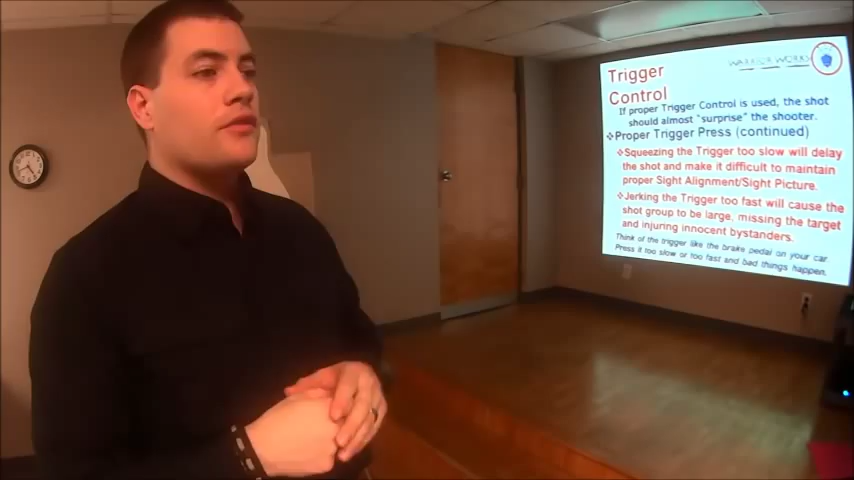 WARRIOR WORKS
Trigger
Control
If proper Trigger Control is used, the shot
should almost "surprise" the shooter.
❖Proper Trigger Press (continued)
❖Squeezing the Trigger too slow will delay
the shot and make it difficult to maintain
proper Sight Alignment/Sight Picture.
❖Jerking the Trigger too fast will cause the
shot group to be large, missing the target
and injuring innocent bystanders.
Think of the trigger like the brake pedal on your car.
Press it too slow or too fast and bad things happen.